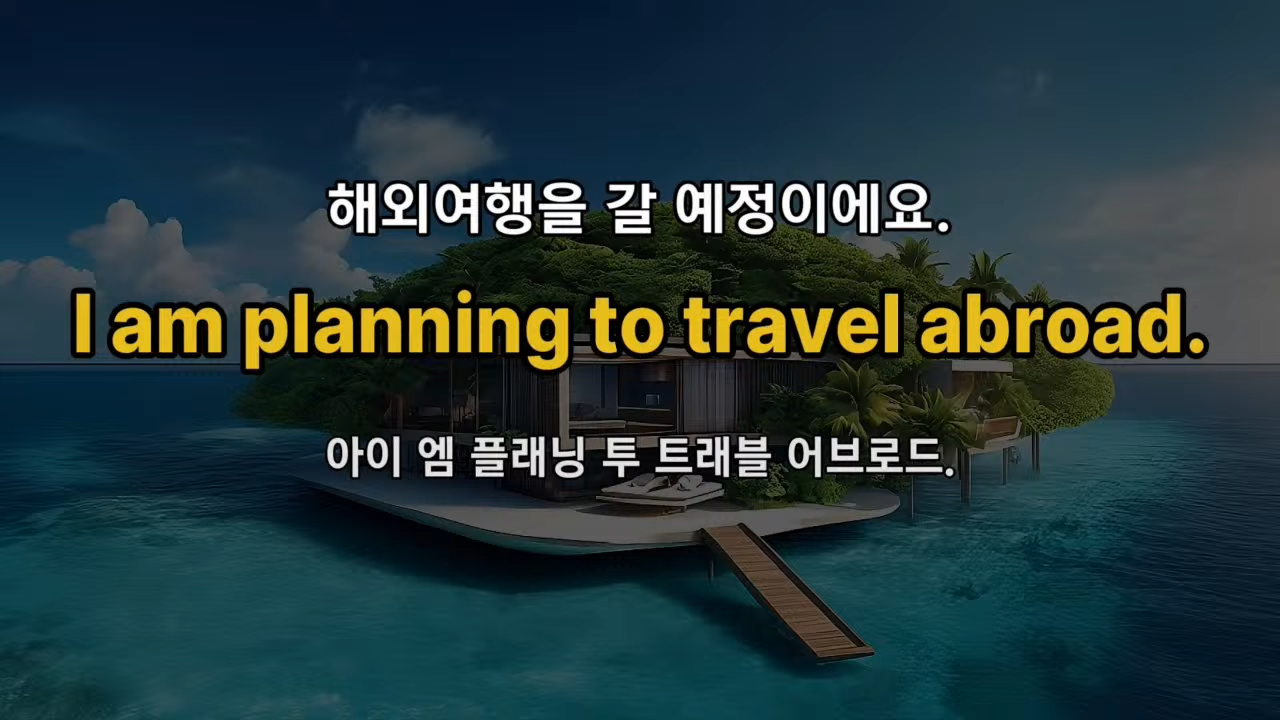 해외여행을 갈 예정이에요.
I am planning to travel abroad.
아이 엠 플래닝 투 트래블 어브로드.